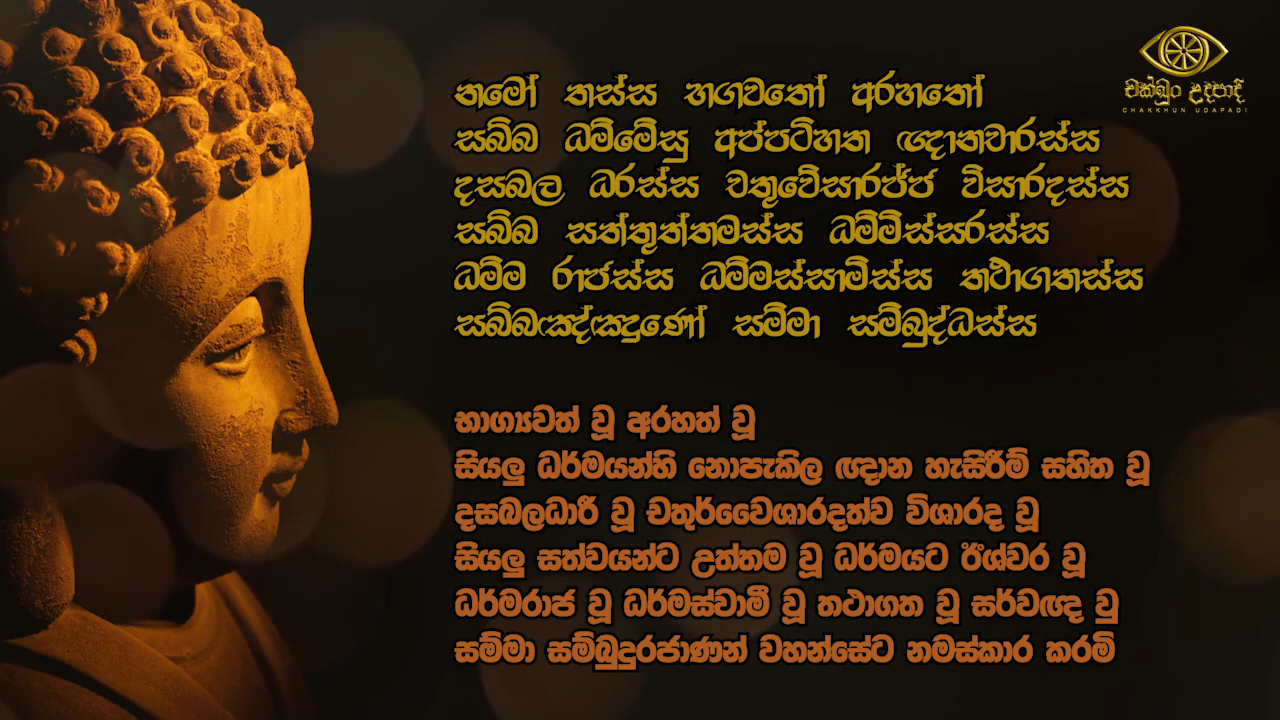 චක්ඛුං උදපාදි
CHAKKHUN UDAPADI
නමෝ තස්ස භගවතෝ අරහතෝ
සබ්බ ධම්මේසු අප්පටිහත ඥානචාරස්ස
දසබල ධරස්ස චතුවේසාරජ්ජ විසාරදස්ස
සබ්බ සත්තුත්තමස්ස ධම්මිස්සරස්ස
ධම්ම රාජස්ස ධම්මස්සාමිස්ස තථාගතස්ස
සබ්බඤ්ඤුණෝ සම්මා සම්බුද්ධස්ස
භාග්‍යවත් වූ අරහත් වූ
සියලු ධර්මයන්හි නොපැකිල ඥාන හැසිරීම් සහිත වූ
දසබලධාරී වූ චතුර්වෛශාරදත්ව විශාරද වූ
සියලු සත්වයන්ට උත්තම වූ ධර්මයට ඊශ්වර වූ
ධර්මරාජ වූ ධර්මස්වාමී වූ තථාගත වූ සර්වඥ වු
සම්මා සම්බුදුරජාණන් වහන්සේට නමස්කාර කරමි